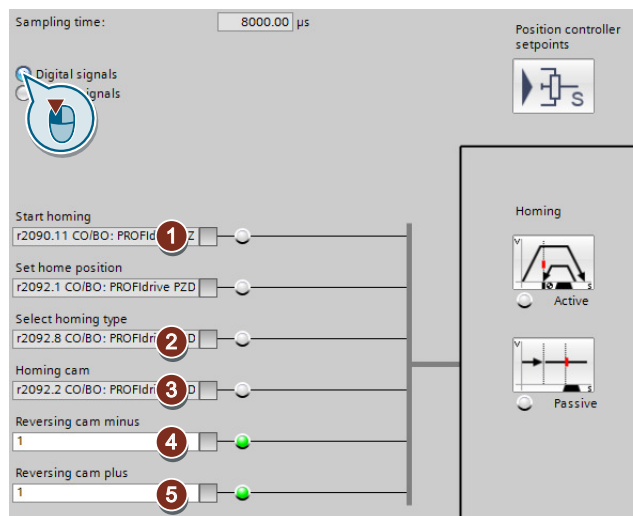 Sampling time: 8000.00 µs
Position controller
setpoints
Digital signals
ignals
S
Start homing
r2090.11 CO/BO: PROFIdr Z
1
Homing
Set home position
r2092.1 CO/BO: PROFIdrive PZD
V
S
Active
Select homing type
r2092.8 CO/BO: PROFIdri D
2
Homing cam
r2092.2 CO/BO: PROFIdri D
3
V
S
Passive
Reversing cam minus
1
4
Reversing cam plus
1
5